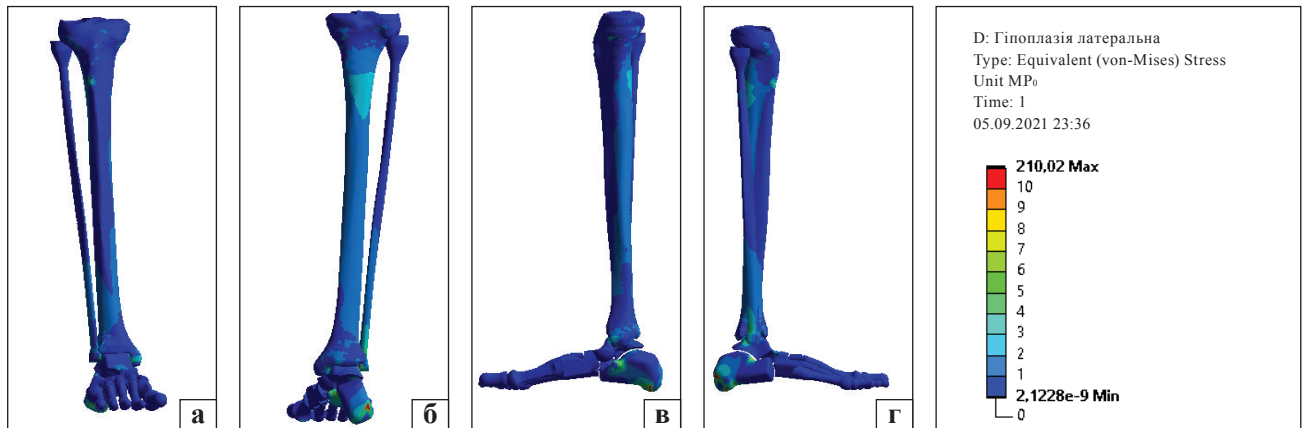 а
б
в
г
D: Гіпоплазія латеральна
Type: Equivalent (von-Mises) Stress
Unit MP₀
Time: 1
05.09.2021 23:36
210,02 Max
10
9
8
7
6
5
4
3
2
1
2,1228e-9 Min
0